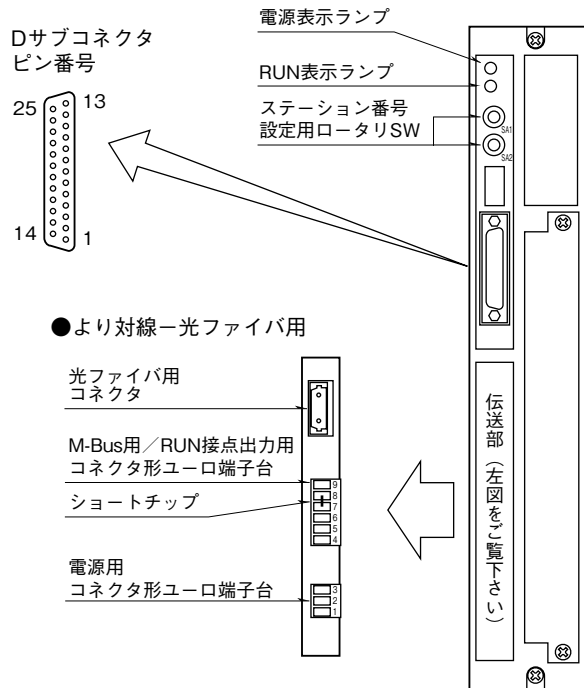 Dサブコネクタ
ピン番号
25
13
14
1
電源表示ランプ
RUN表示ランプ
ステーション番号
設定用ロータリSW
SA1
SA2
●より対線－光ファイバ用
光ファイバ用
コネクタ
M-Bus用／RUN接点出力用
コネクタ形ユーロ端子台
ショートチップ
電源用
コネクタ形ユーロ端子台
9
8
7
6
5
4
3
2
1
伝送部（左図をご覧下さい）